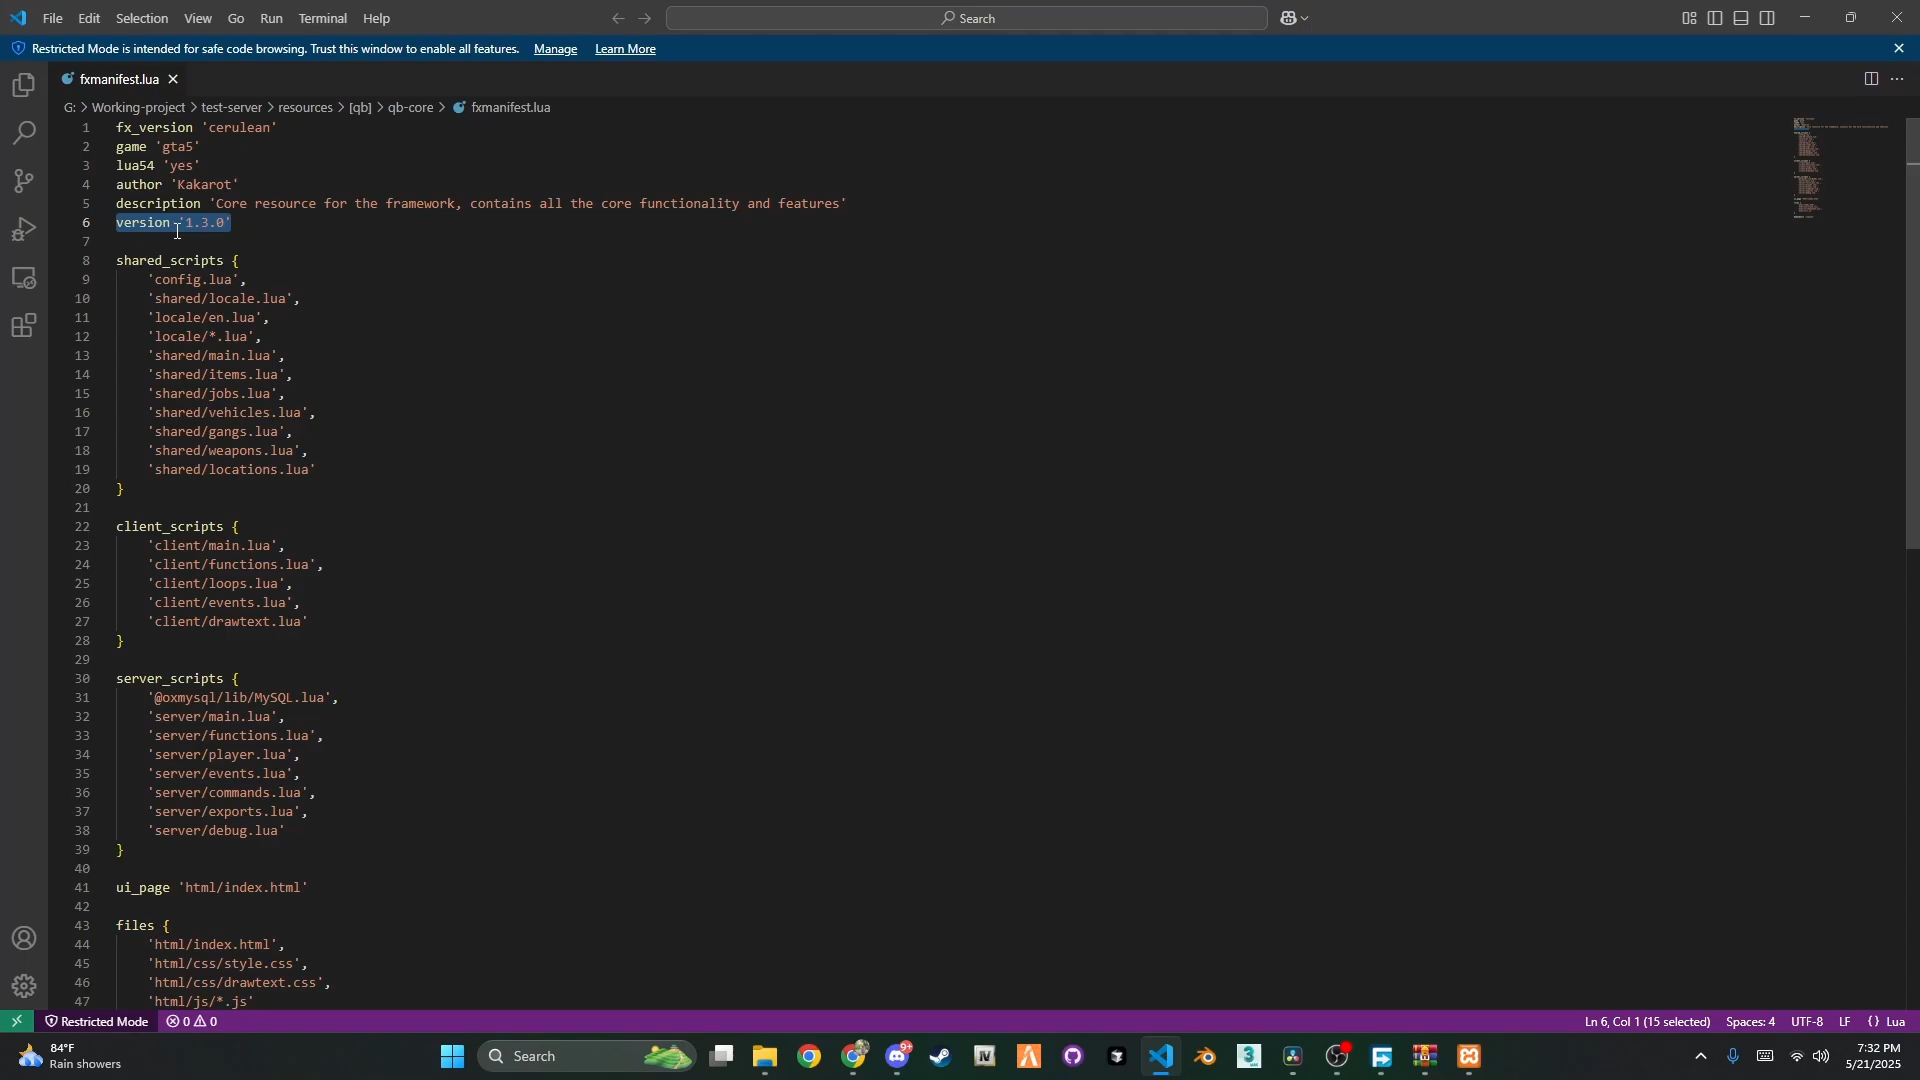 File Edit Selection View Go Run Terminal Help
Search
Restricted Mode is intended for safe code browsing. Trust this window to enable all features. Manage Learn More
fxmanifest.lua
G: > Working-project > test-server > resources > [qb] > qb-core > fxmanifest.lua
1 fx_version 'cerulean'
2 game 'gta5'
3 lua54 'yes'
4 author 'Kakarot'
5 description 'Core resource for the framework, contains all the core functionality and features'
6 version '1.3.0'
7
8 shared_scripts {
9 'config.lua',
10 'shared/locale.lua',
11 'locale/en.lua',
12 'locale/*.lua',
13 'shared/main.lua',
14 'shared/items.lua',
15 'shared/jobs.lua',
16 'shared/vehicles.lua',
17 'shared/gangs.lua',
18 'shared/weapons.lua',
19 'shared/locations.lua'
20 }
21
22 client_scripts {
23 'client/main.lua',
24 'client/functions.lua',
25 'client/loops.lua',
26 'client/events.lua',
27 'client/drawtext.lua'
28 }
29
30 server_scripts {
31 '@oxmysql/lib/MySQL.lua',
32 'server/main.lua',
33 'server/functions.lua',
34 'server/player.lua',
35 'server/events.lua',
36 'server/commands.lua',
37 'server/exports.lua',
38 'server/debug.lua'
39 }
40
41 ui_page 'html/index.html'
42
43 files {
44 'html/index.html',
45 'html/css/style.css',
46 'html/css/drawtext.css',
47 'html/js/*.js'
Restricted Mode 0 0 Ln 6, Col 1 (15 selected) Spaces: 4 UTF-8 LF {} Lua
84°F
Rain showers
Search
9+
7:32 PM
5/21/2025